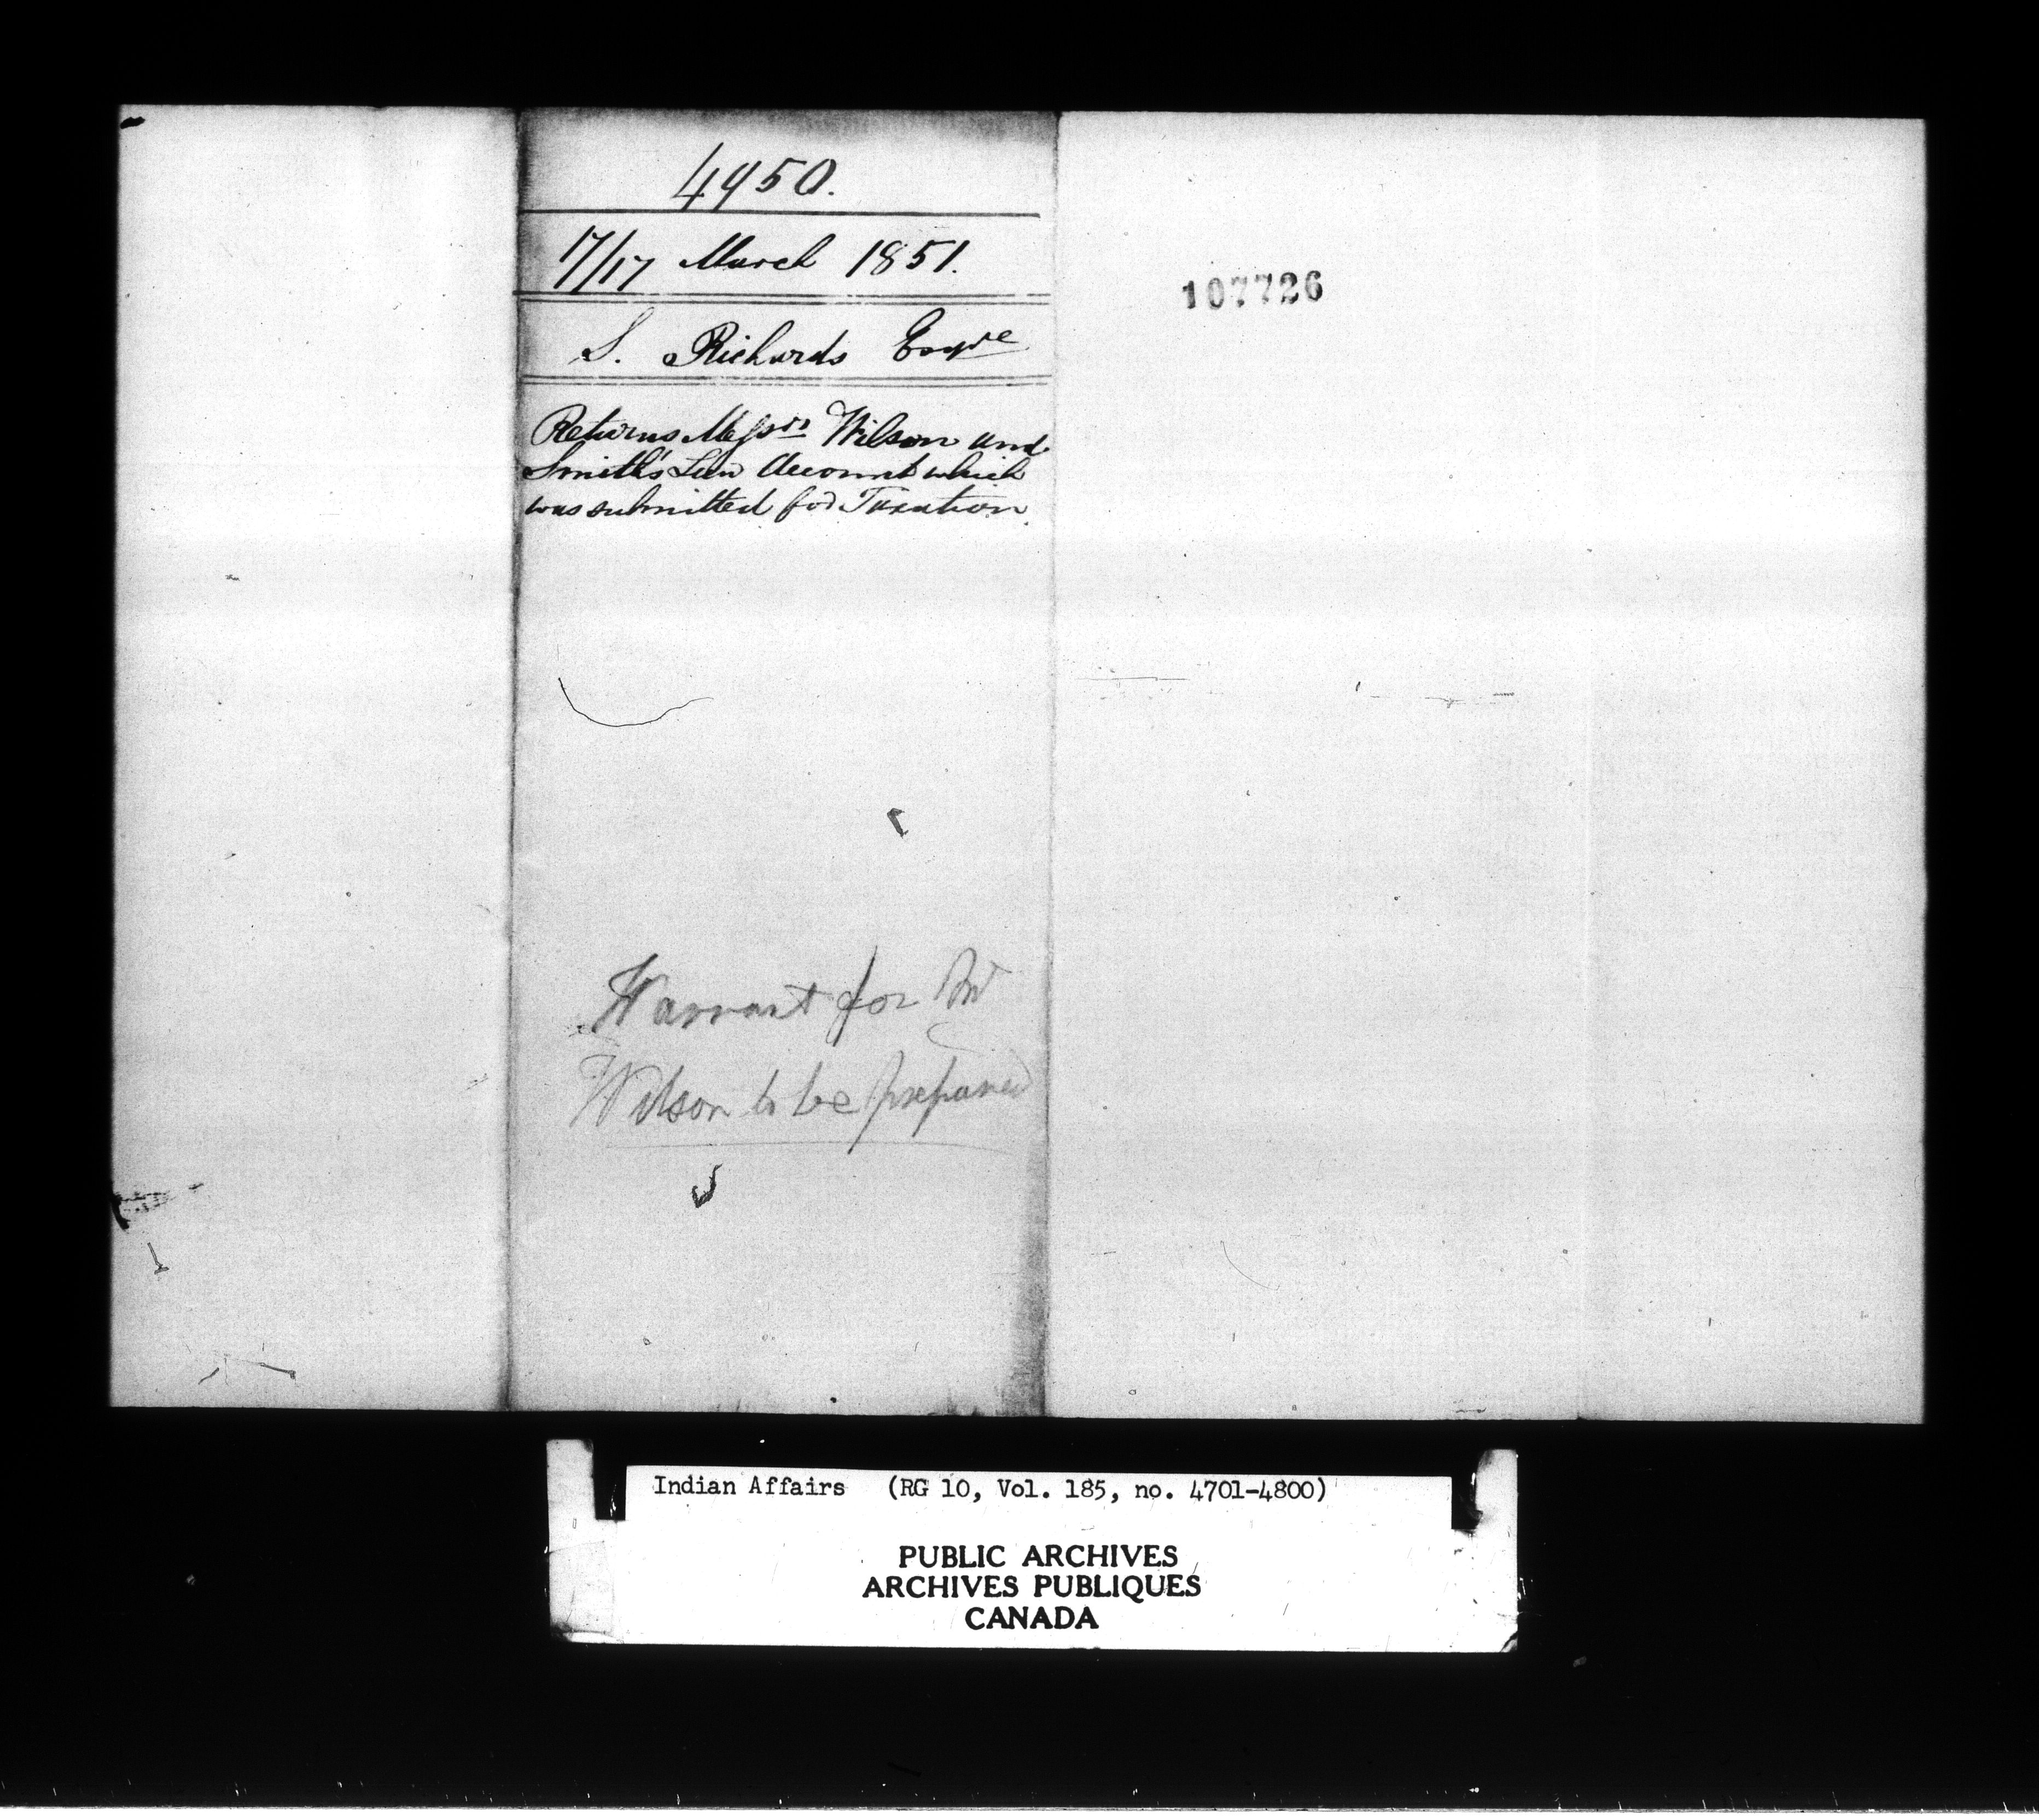 4950.
17/17 March 1851.
S. Richards Esqre
Returns Messrs Wilson and
Smith's Law Account which
was submitted for Taxation.
107726
Warrant for Mr
Wilson to be prepared
Indian Affairs (RG 10, Vol. 185, no. 4701-4800)
PUBLIC ARCHIVES
ARCHIVES PUBLIQUES
CANADA